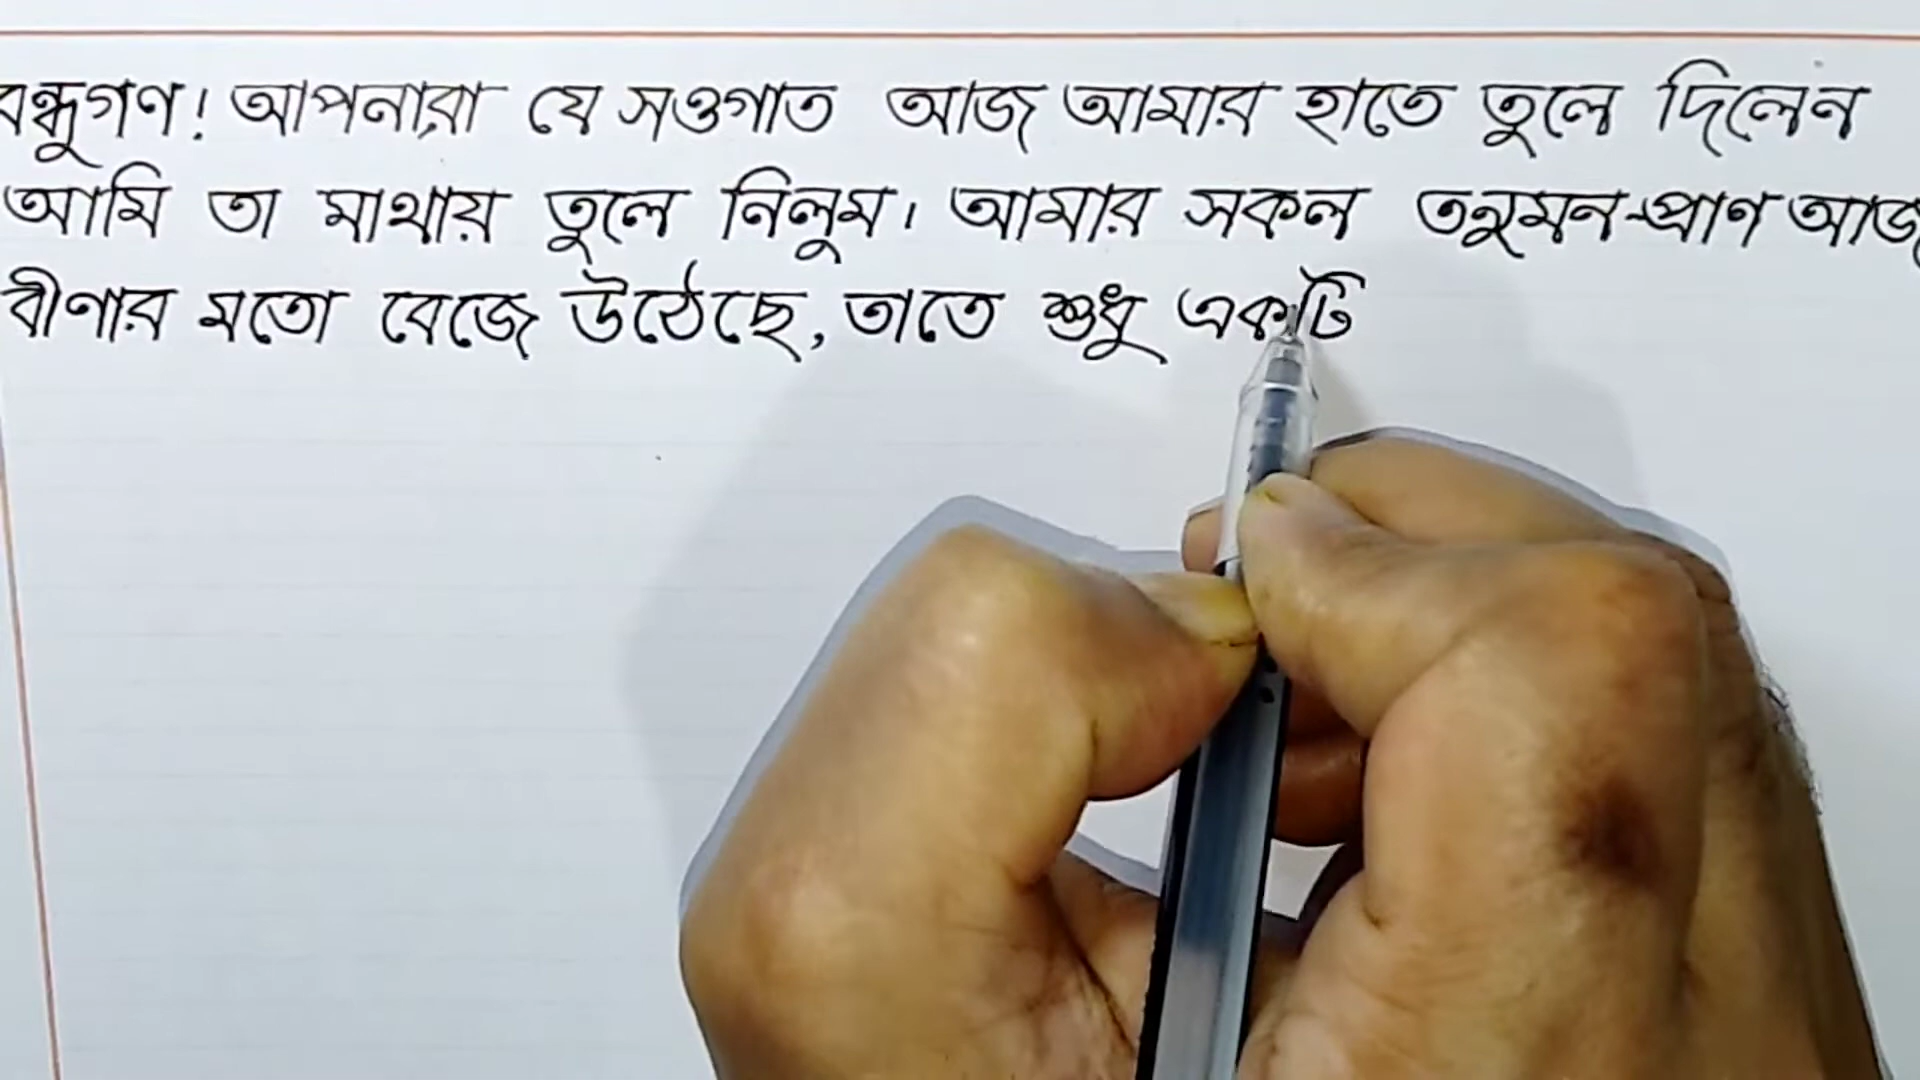 বন্ধুগণ! আপনারা যে সওগাত আজ আমার হাতে তুলে দিলেন
আমি তা মাথায় তুলে নিলুম। আমার সকল তনুমন-প্রাণ আজ
বীণার মতো বেজে উঠেছে, তাতে শুধু একটি